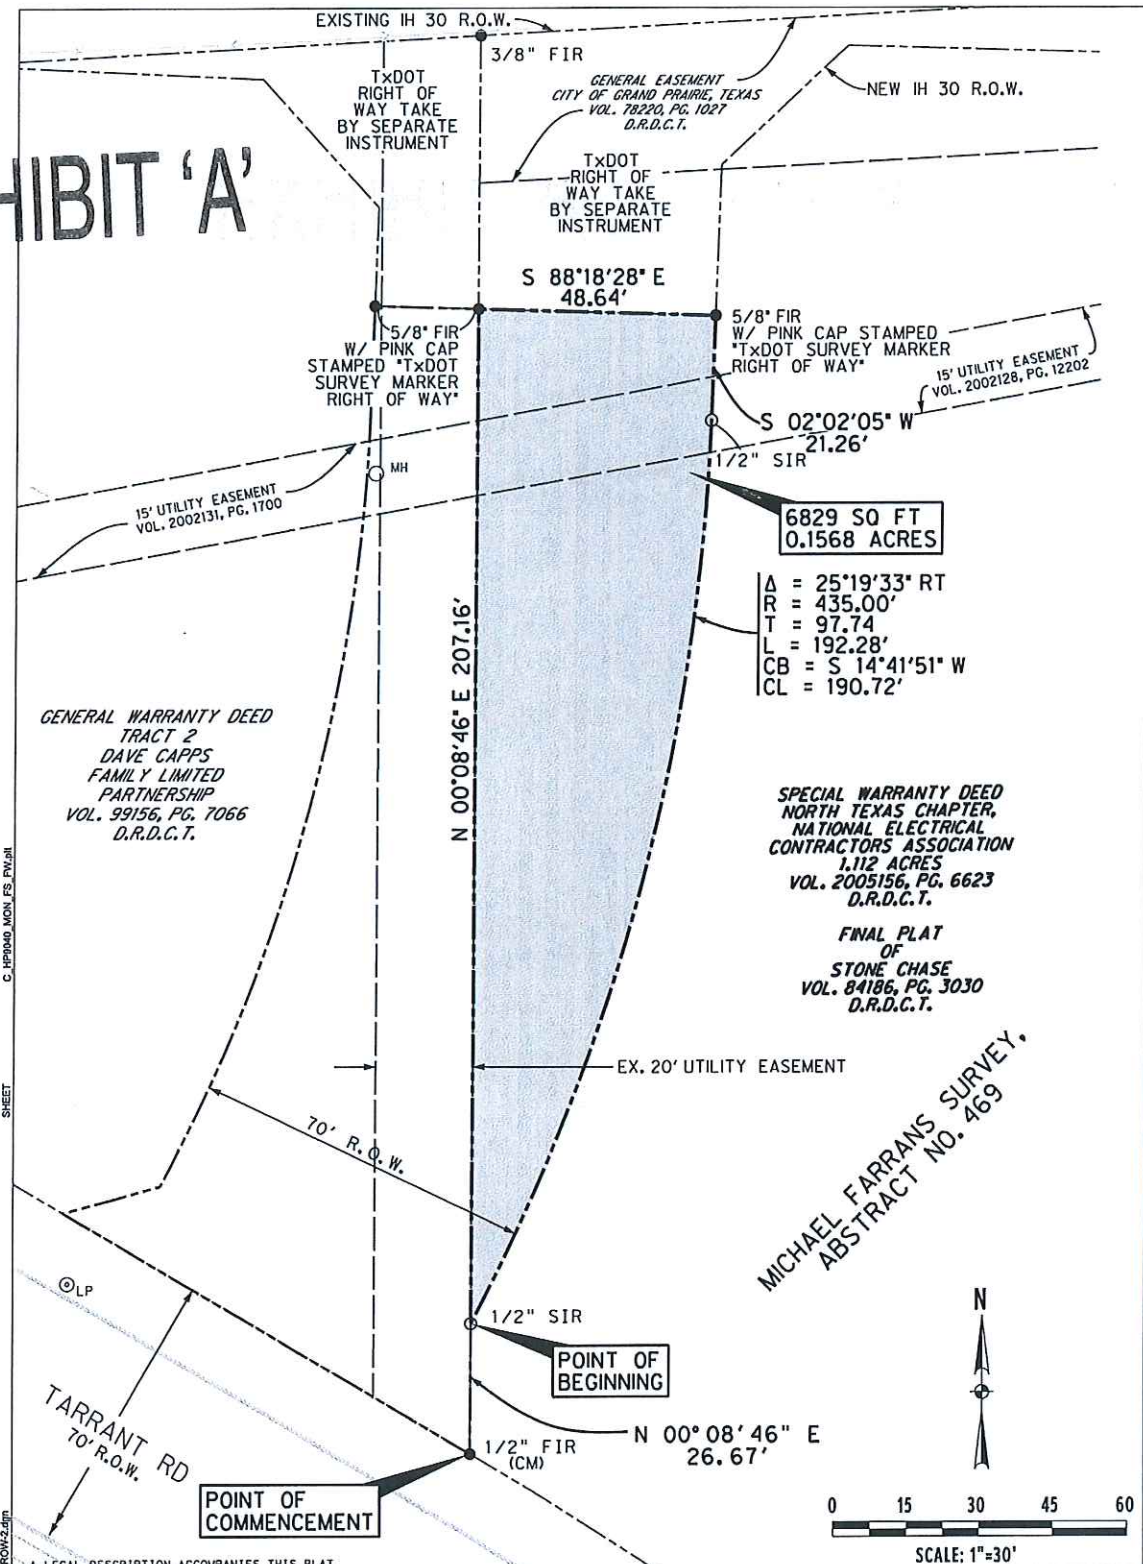 EXISTING IH 30 R.O.W.
3/8" FIR
TxDOT
RIGHT OF
WAY TAKE
BY SEPARATE
INSTRUMENT
GENERAL EASEMENT
CITY OF GRAND PRAIRIE, TEXAS
VOL. 78220, PG. 1027
D.R.D.C.T.
NEW IH 30 R.O.W.
HIBIT 'A'
TxDOT
RIGHT OF
WAY TAKE
BY SEPARATE
INSTRUMENT
S 88°18'28" E
48.64'
5/8" FIR
W/ PINK CAP
STAMPED "TxDOT
SURVEY MARKER
RIGHT OF WAY"
5/8" FIR
W/ PINK CAP STAMPED
"TxDOT SURVEY MARKER
RIGHT OF WAY"
15' UTILITY EASEMENT
VOL. 2002128, PG. 12202
S 02°02'05" W
21.26'
1/2" SIR
MH
15' UTILITY EASEMENT
VOL. 2002131, PG. 1700
6829 SQ FT
0.1568 ACRES
Δ = 25°19'33" RT
R = 435.00'
T = 97.74
L = 192.28'
CB = S 14°41'51" W
CL = 190.72'
N 00°08'46" E 207.16'
GENERAL WARRANTY DEED
TRACT 2
DAVE CAPPS
FAMILY LIMITED
PARTNERSHIP
VOL. 99156, PG. 7066
D.R.D.C.T.
SPECIAL WARRANTY DEED
NORTH TEXAS CHAPTER,
NATIONAL ELECTRICAL
CONTRACTORS ASSOCIATION
1.112 ACRES
VOL. 2005156, PG. 6623
D.R.D.C.T.
FINAL PLAT
OF
STONE CHASE
VOL. 84186, PG. 3030
D.R.D.C.T.
C_HP9040_MON_FS_PW.plt
SHEET
EX. 20' UTILITY EASEMENT
MICHAEL FARRANS SURVEY,
ABSTRACT NO. 469
70' R.O.W.
LP
1/2" SIR
POINT OF
BEGINNING
N
N 00°08'46" E
26.67'
1/2" FIR
(CM)
TARRANT RD
70' R.O.W.
POINT OF
COMMENCEMENT
0 15 30 45 60
SCALE: 1"=30'
ROW-2.dgn
A LEGAL DESCRIPTION ACCOMPANIES THIS PLAT